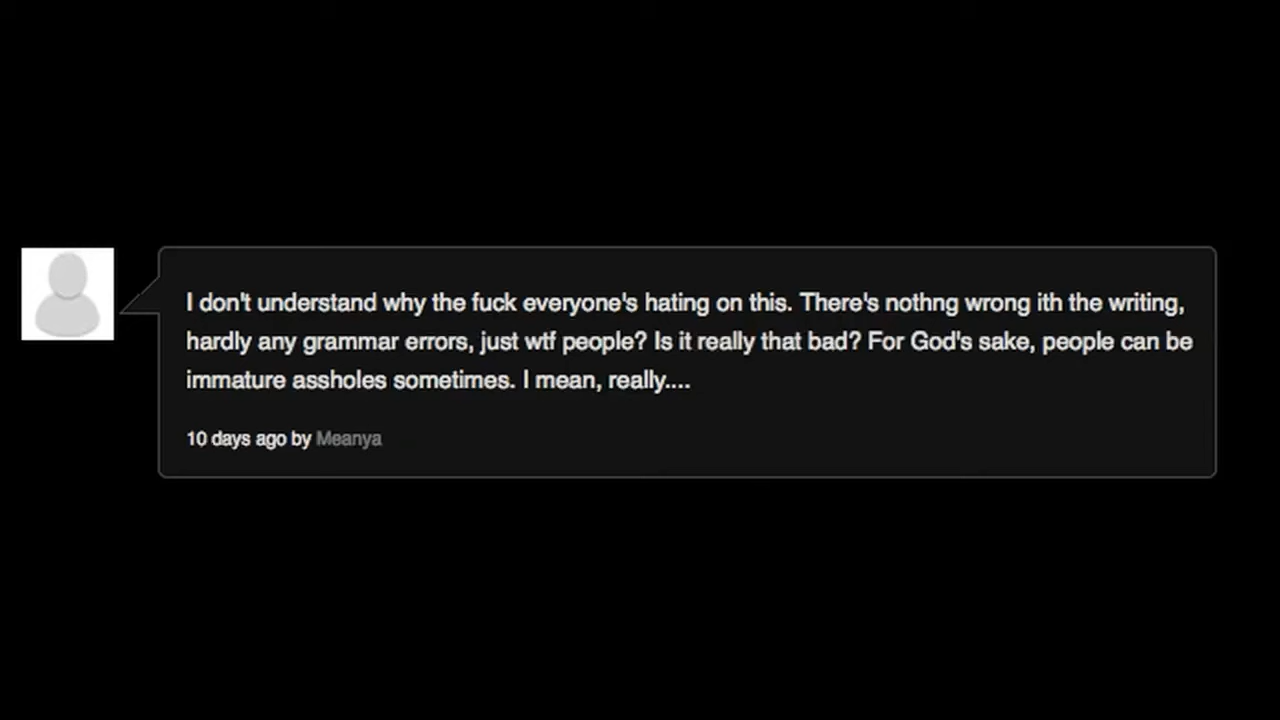 I don't understand why the fuck everyone's hating on this. There's nothng wrong ith the writing,
hardly any grammar errors, just wtf people? Is it really that bad? For God's sake, people can be
immature assholes sometimes. I mean, really....
10 days ago by Meanya